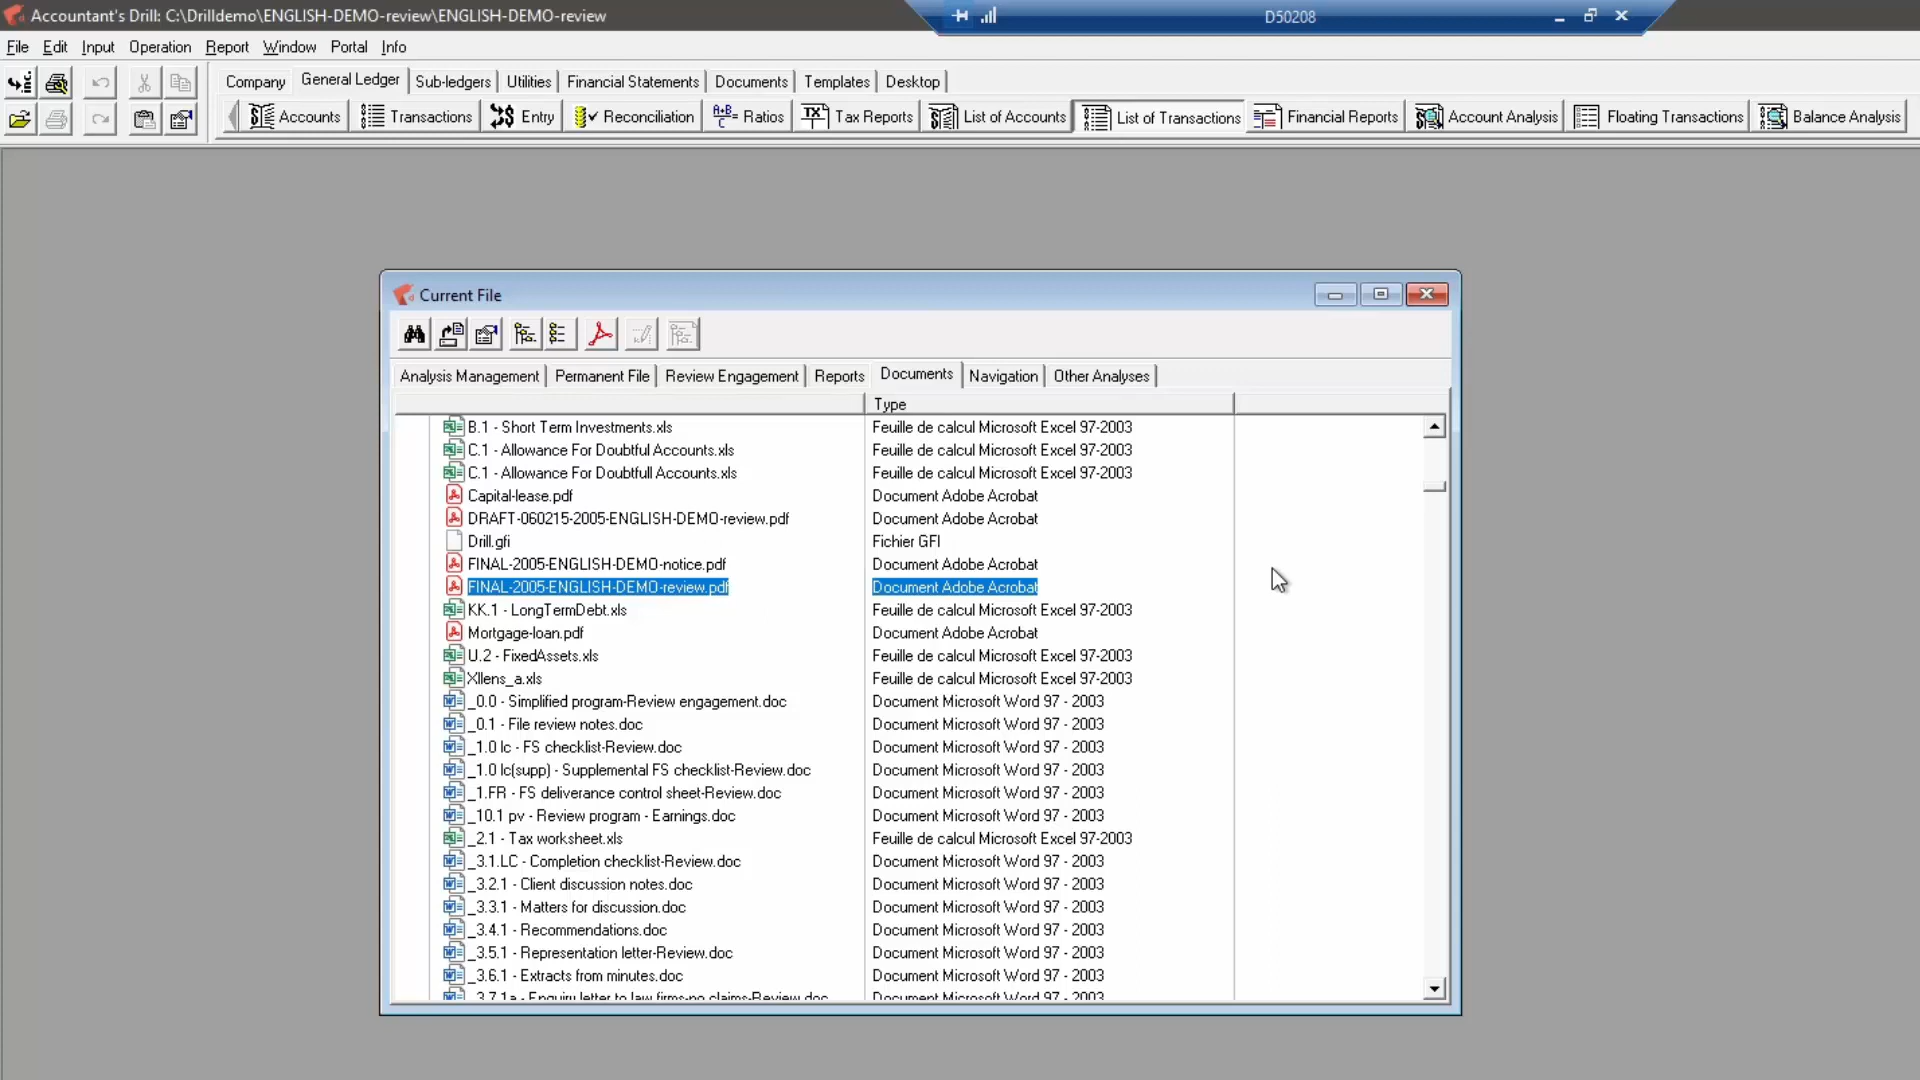 Accountant's Drill: C:\Drilldemo\ENGLISH-DEMO-review\ENGLISH-DEMO-review
D50208
File Edit Input Operation Report Window Portal Info
Company General Ledger Sub-ledgers Utilities Financial Statements Documents Templates Desktop
Accounts Transactions Entry Reconciliation Ratios Tax Reports List of Accounts List of Transactions Financial Reports Account Analysis Floating Transactions Balance Analysis
Current File
Analysis Management Permanent File Review Engagement Reports Documents Navigation Other Analyses
Type
B.1 - Short Term Investments.xls Feuille de calcul Microsoft Excel 97-2003
C.1 - Allowance For Doubtful Accounts.xls Feuille de calcul Microsoft Excel 97-2003
C.1 - Allowance For Doubtfull Accounts.xls Feuille de calcul Microsoft Excel 97-2003
Capital-lease.pdf Document Adobe Acrobat
DRAFT-060215-2005-ENGLISH-DEMO-review.pdf Document Adobe Acrobat
Drill.gfi Fichier GFI
FINAL-2005-ENGLISH-DEMO-notice.pdf Document Adobe Acrobat
FINAL-2005-ENGLISH-DEMO-review.pdf Document Adobe Acrobat
KK.1 - LongTermDebt.xls Feuille de calcul Microsoft Excel 97-2003
Mortgage-loan.pdf Document Adobe Acrobat
U.2 - FixedAssets.xls Feuille de calcul Microsoft Excel 97-2003
Xllens_a.xls Feuille de calcul Microsoft Excel 97-2003
_0.0 - Simplified program-Review engagement.doc Document Microsoft Word 97 - 2003
_0.1 - File review notes.doc Document Microsoft Word 97 - 2003
_1.0 lc - FS checklist-Review.doc Document Microsoft Word 97 - 2003
_1.0 lc(supp) - Supplemental FS checklist-Review.doc Document Microsoft Word 97 - 2003
_1.FR - FS deliverance control sheet-Review.doc Document Microsoft Word 97 - 2003
_10.1 pv - Review program - Earnings.doc Document Microsoft Word 97 - 2003
_2.1 - Tax worksheet.xls Feuille de calcul Microsoft Excel 97-2003
_3.1.LC - Completion checklist-Review.doc Document Microsoft Word 97 - 2003
_3.2.1 - Client discussion notes.doc Document Microsoft Word 97 - 2003
_3.3.1 - Matters for discussion.doc Document Microsoft Word 97 - 2003
_3.4.1 - Recommendations.doc Document Microsoft Word 97 - 2003
_3.5.1 - Representation letter-Review.doc Document Microsoft Word 97 - 2003
_3.6.1 - Extracts from minutes.doc Document Microsoft Word 97 - 2003
_3.7.1a - Enquiry letter to law firms-no claims-Review.doc Document Microsoft Word 97 - 2003